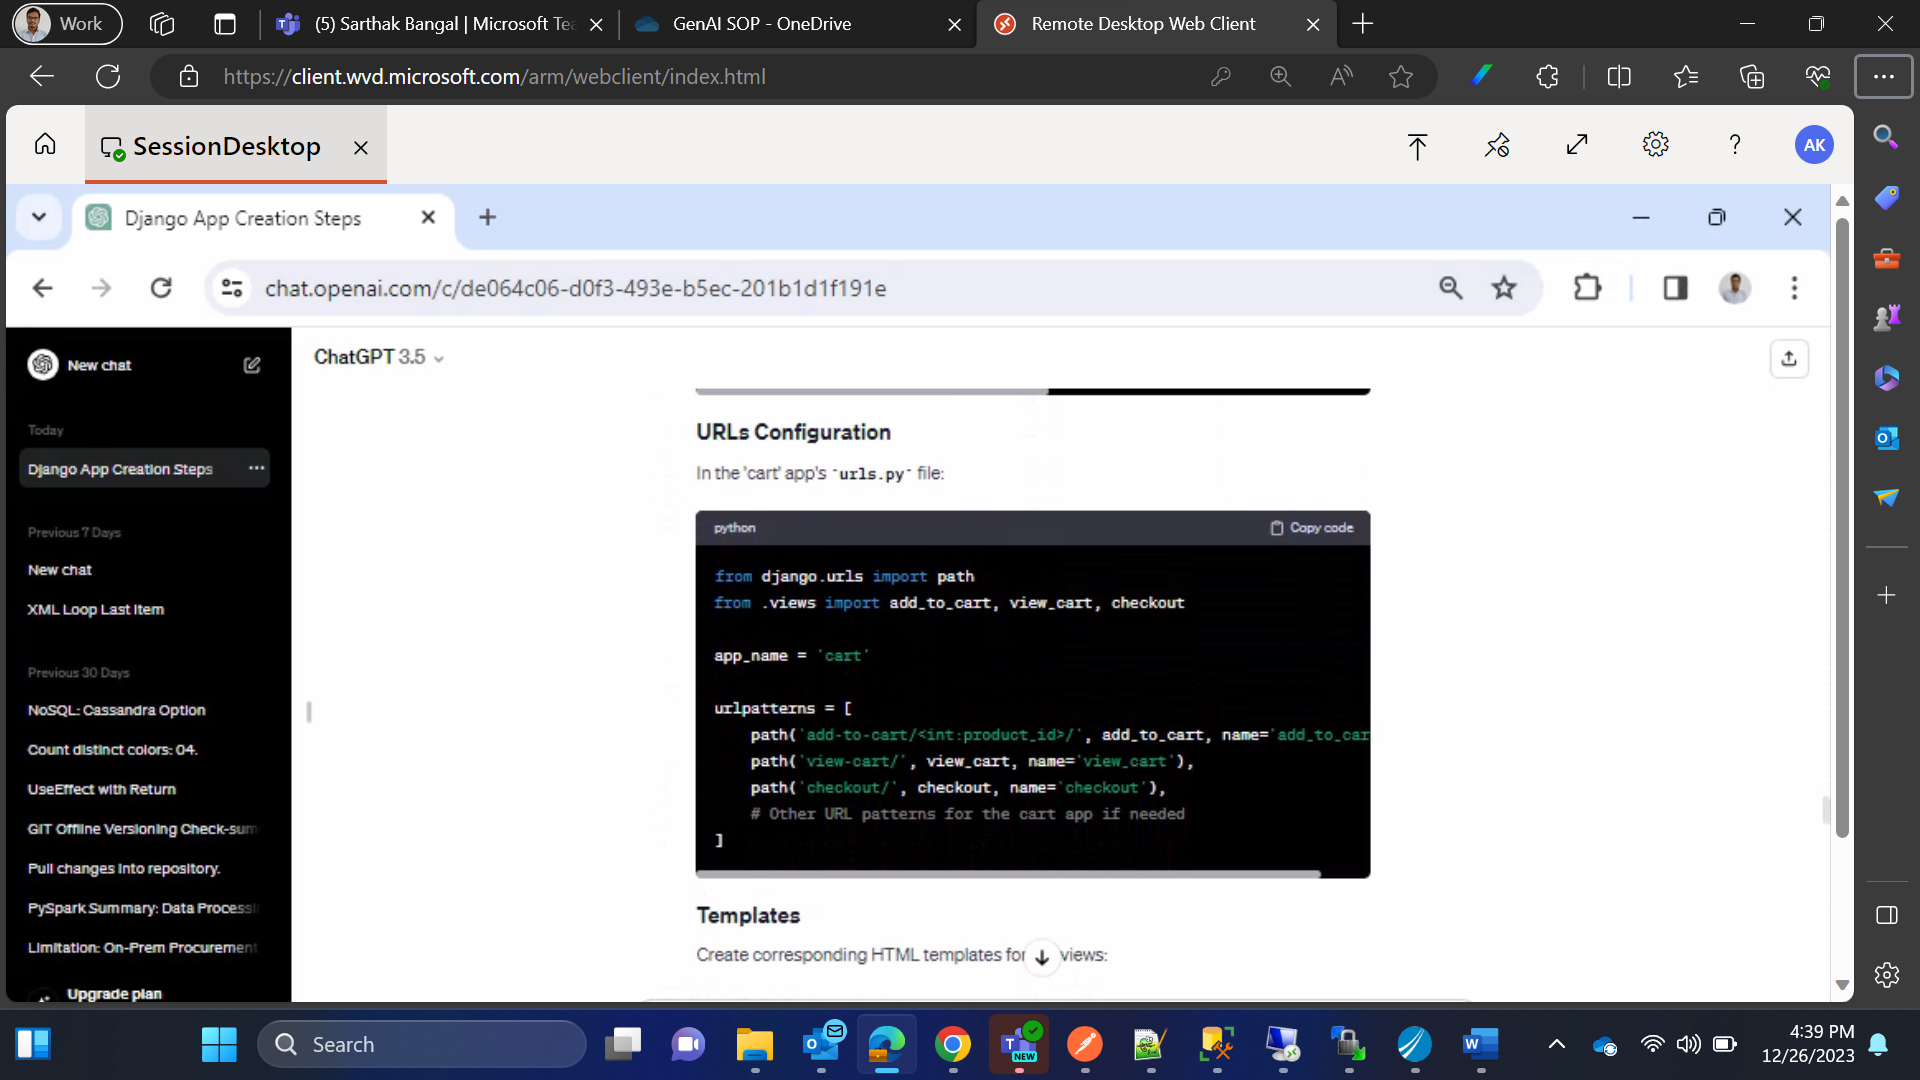 Work
(5) Sarthak Bangal | Microsoft Tea
GenAI SOP - OneDrive
Remote Desktop Web Client
https://client.wvd.microsoft.com/arm/webclient/index.html
SessionDesktop
AK
Django App Creation Steps
chat.openai.com/c/de064c06-d0f3-493e-b5ec-201b1d1f191e
New chat
ChatGPT 3.5
Today
Django App Creation Steps
Previous 7 Days
New chat
XML Loop Last Item
Previous 30 Days
NoSQL: Cassandra Option
Count distinct colors: 04.
UseEffect with Return
GIT Offline Versioning Check-sum
Pull changes into repository.
PySpark Summary: Data Processi
Limitation: On-Prem Procurement
Upgrade plan
URLs Configuration
In the 'cart' app's `urls.py` file:
python
Copy code
from django.urls import path
from .views import add_to_cart, view_cart, checkout
app_name = 'cart'
urlpatterns = [
path('add-to-cart/<int:product_id>/', add_to_cart, name='add_to_car
path('view-cart/', view_cart, name='view_cart'),
path('checkout/', checkout, name='checkout'),
# Other URL patterns for the cart app if needed
]
Templates
Create corresponding HTML templates for views:
Search
NEW
4:39 PM
12/26/2023